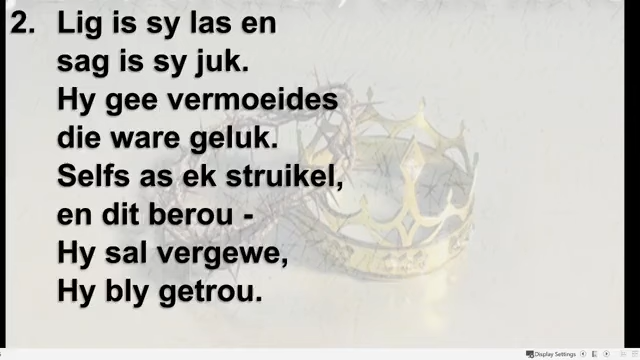 2. Lig is sy las en
sag is sy juk.
Hy gee vermoeides
die ware geluk.
Selfs as ek struikel,
en dit berou -
Hy sal vergewe,
Hy bly getrou.
Display Settings